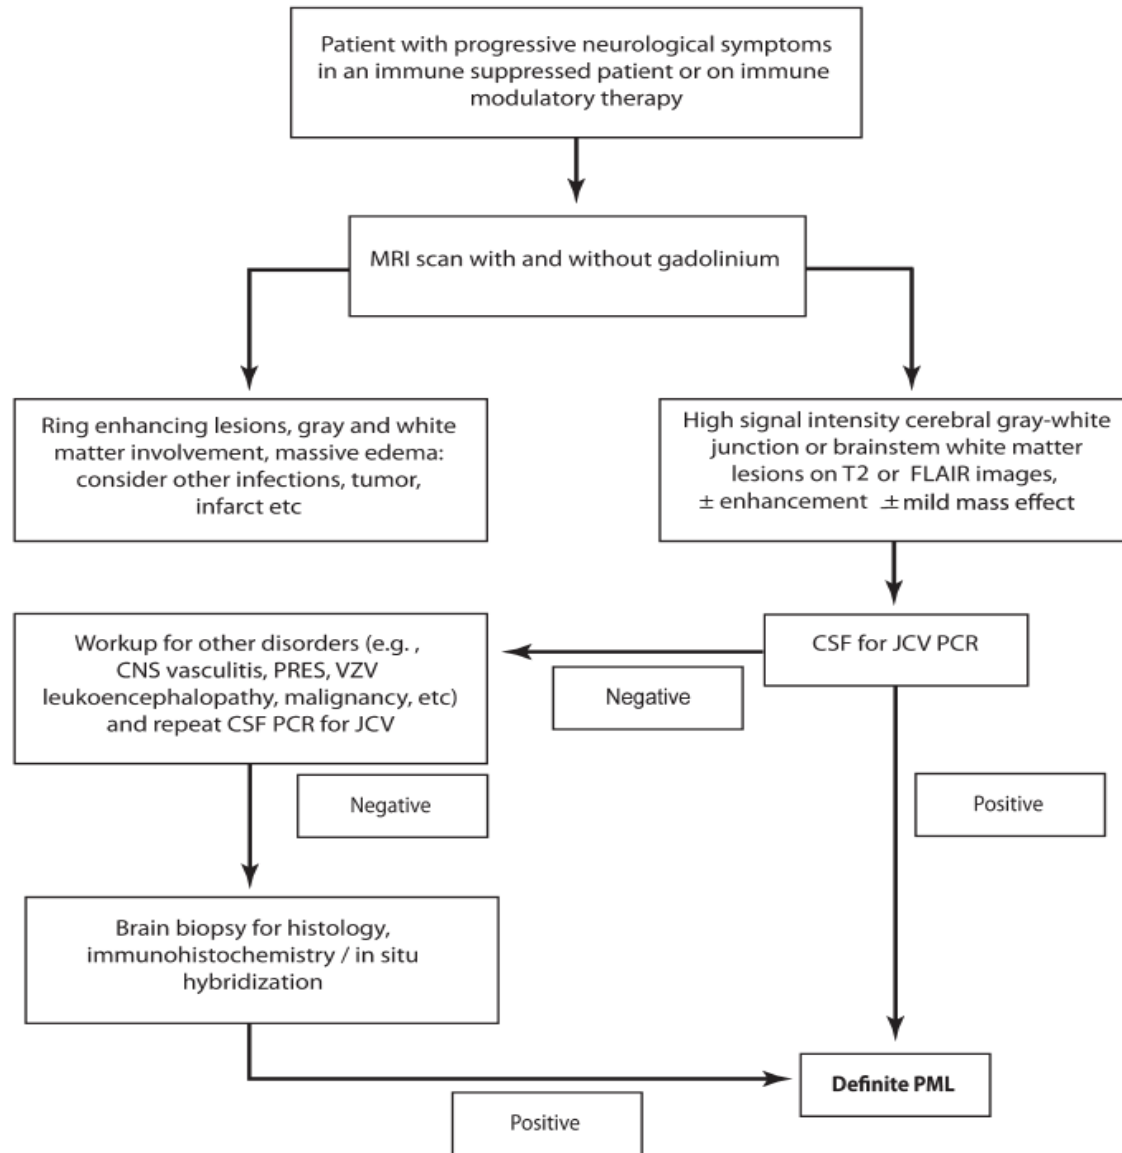 Patient with progressive neurological symptoms
in an immune suppressed patient or on immune
modulatory therapy
MRI scan with and without gadolinium
Ring enhancing lesions, gray and white
matter involvement, massive edema:
consider other infections, tumor,
infarct etc
High signal intensity cerebral gray-white
junction or brainstem white matter
lesions on T2 or FLAIR images,
± enhancement ±mild mass effect
CSF for JCV PCR
Negative
Workup for other disorders (e.g. ,
CNS vasculitis, PRES, VZV
leukoencephalopathy, malignancy, etc)
and repeat CSF PCR for JCV
Negative
Positive
Brain biopsy for histology,
immunohistochemistry / in situ
hybridization
Positive
Definite PML